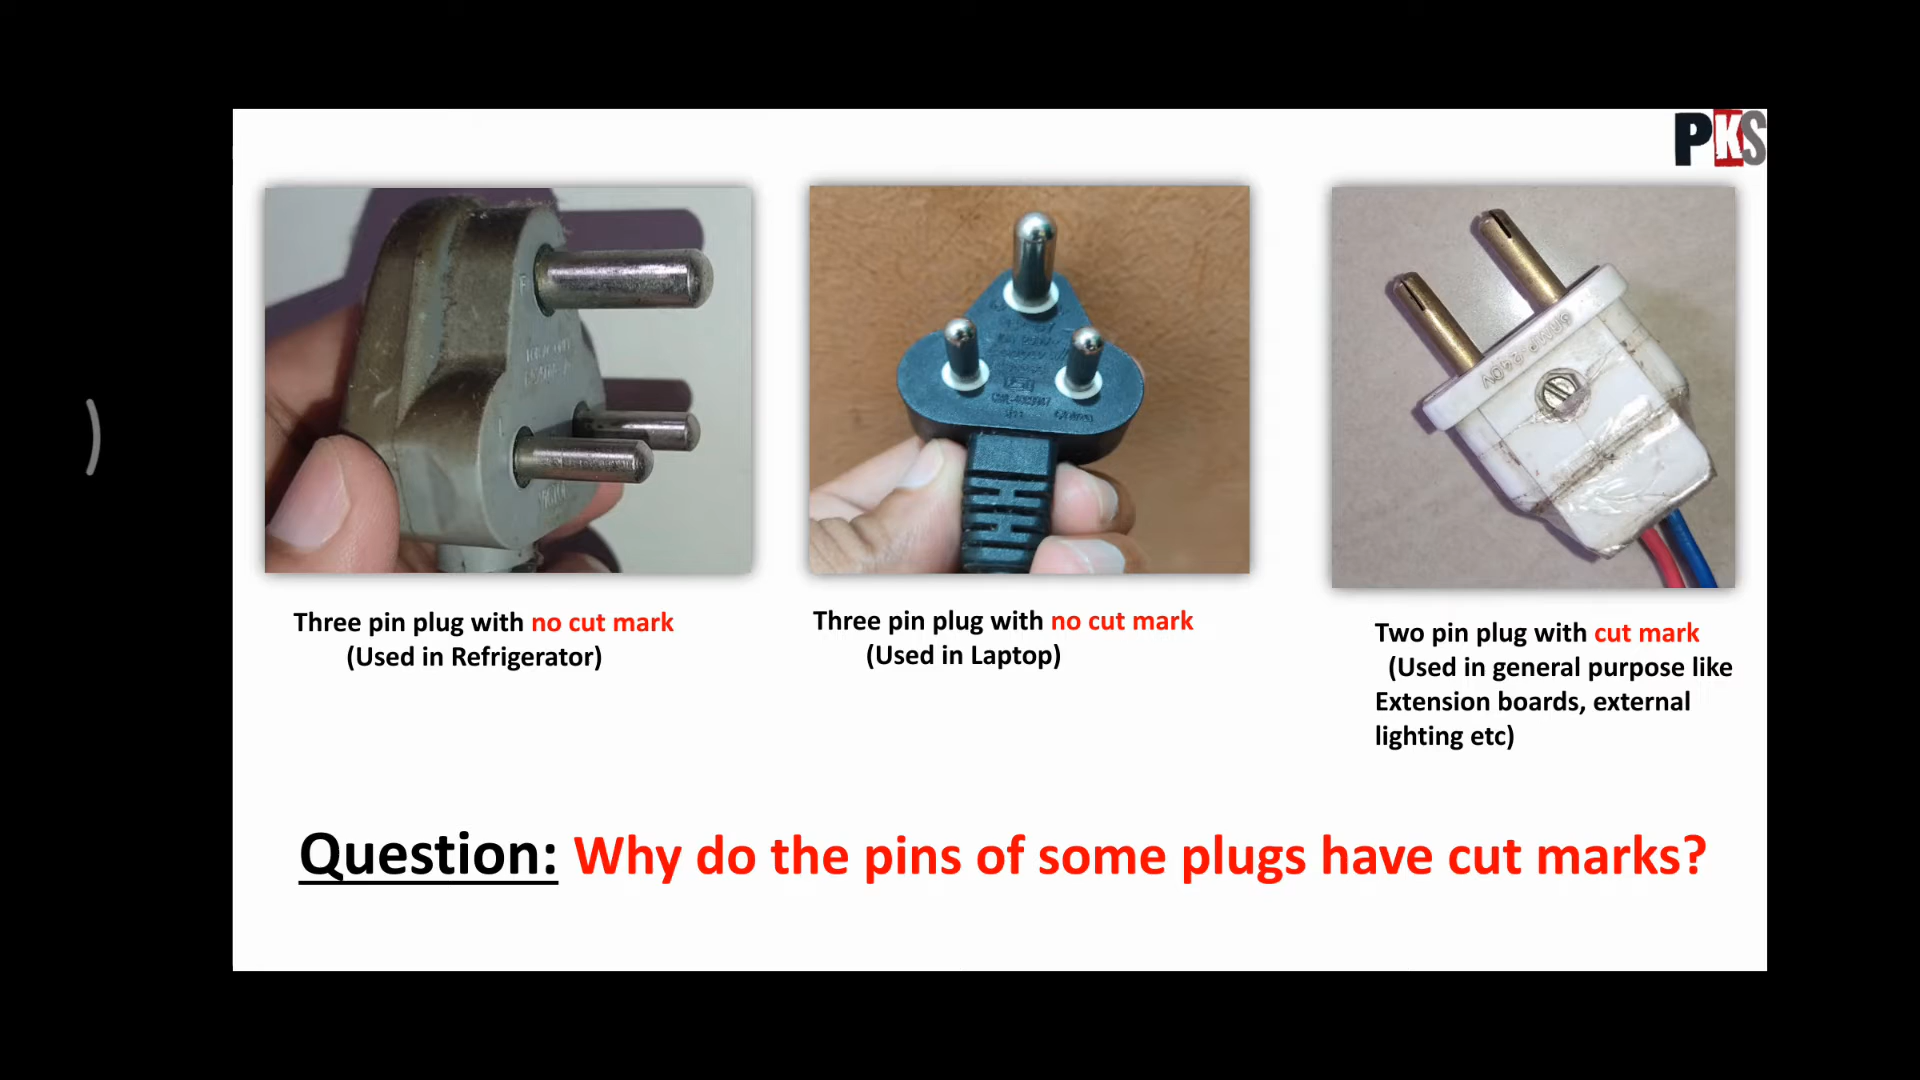 PKS
6AMP-240V
Three pin plug with no cut mark
(Used in Refrigerator)
Three pin plug with no cut mark
(Used in Laptop)
Two pin plug with cut mark
(Used in general purpose like
Extension boards, external
lighting etc)
Question: Why do the pins of some plugs have cut marks?